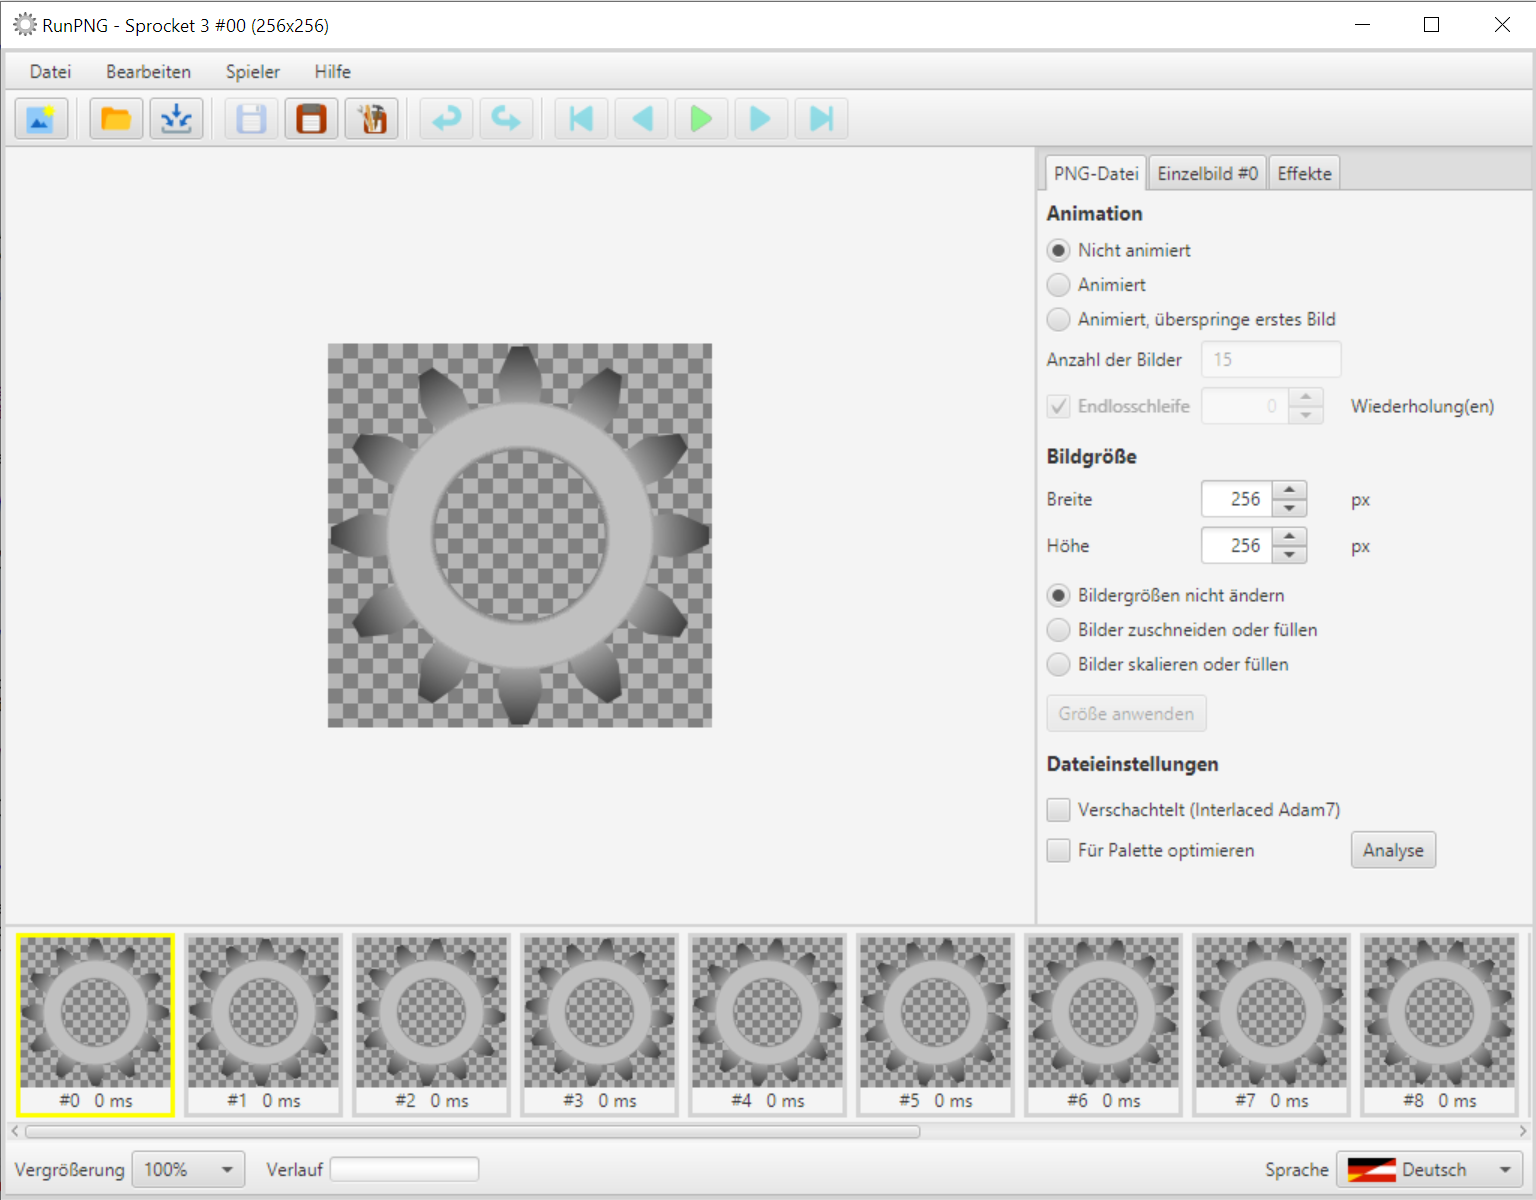 RunPNG - Sprocket 3 #00 (256x256)
Datei Bearbeiten Spieler Hilfe
PNG-Datei Einzelbild #0 Effekte
Animation
Nicht animiert
Animiert
Animiert, überspringe erstes Bild
Anzahl der Bilder 15
Endlosschleife 0 Wiederholung(en)
Bildgröße
Breite 256 px
Höhe 256 px
Bildergrößen nicht ändern
Bilder zuschneiden oder füllen
Bilder skalieren oder füllen
Größe anwenden
Dateieinstellungen
Verschachtelt (Interlaced Adam7)
Für Palette optimieren Analyse
#0 0 ms #1 0 ms #2 0 ms #3 0 ms #4 0 ms #5 0 ms #6 0 ms #7 0 ms #8 0 ms
Vergrößerung 100% Verlauf Sprache Deutsch